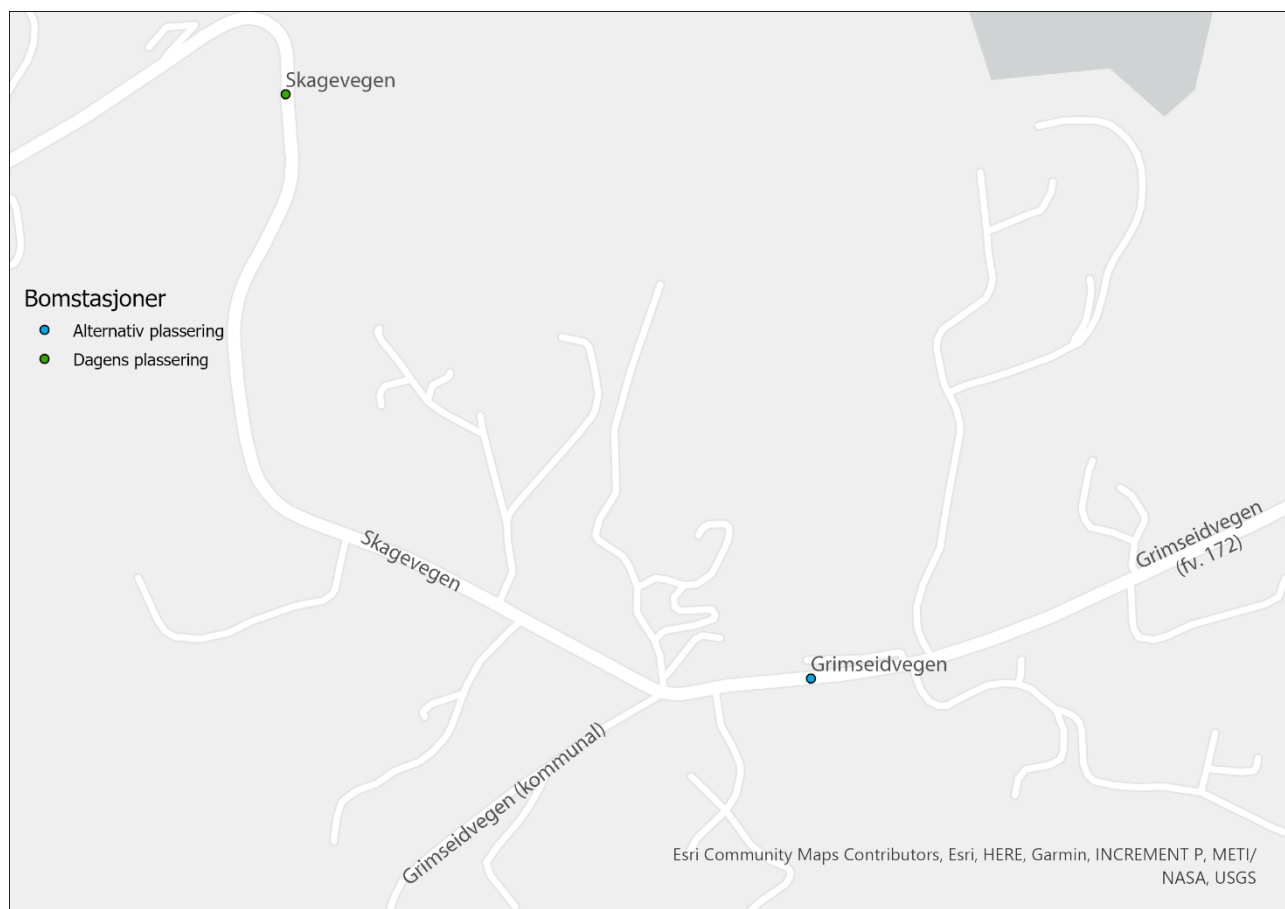 Skagevegen
Bomstasjoner
Alternativ plassering
Dagens plassering
Skagevegen
Grimseidvegen
(fv. 172)
Grimseidvegen
Grimseidvegen (kommunal)
Esri Community Maps Contributors, Esri, HERE, Garmin, INCREMENT P, METI/
NASA, USGS